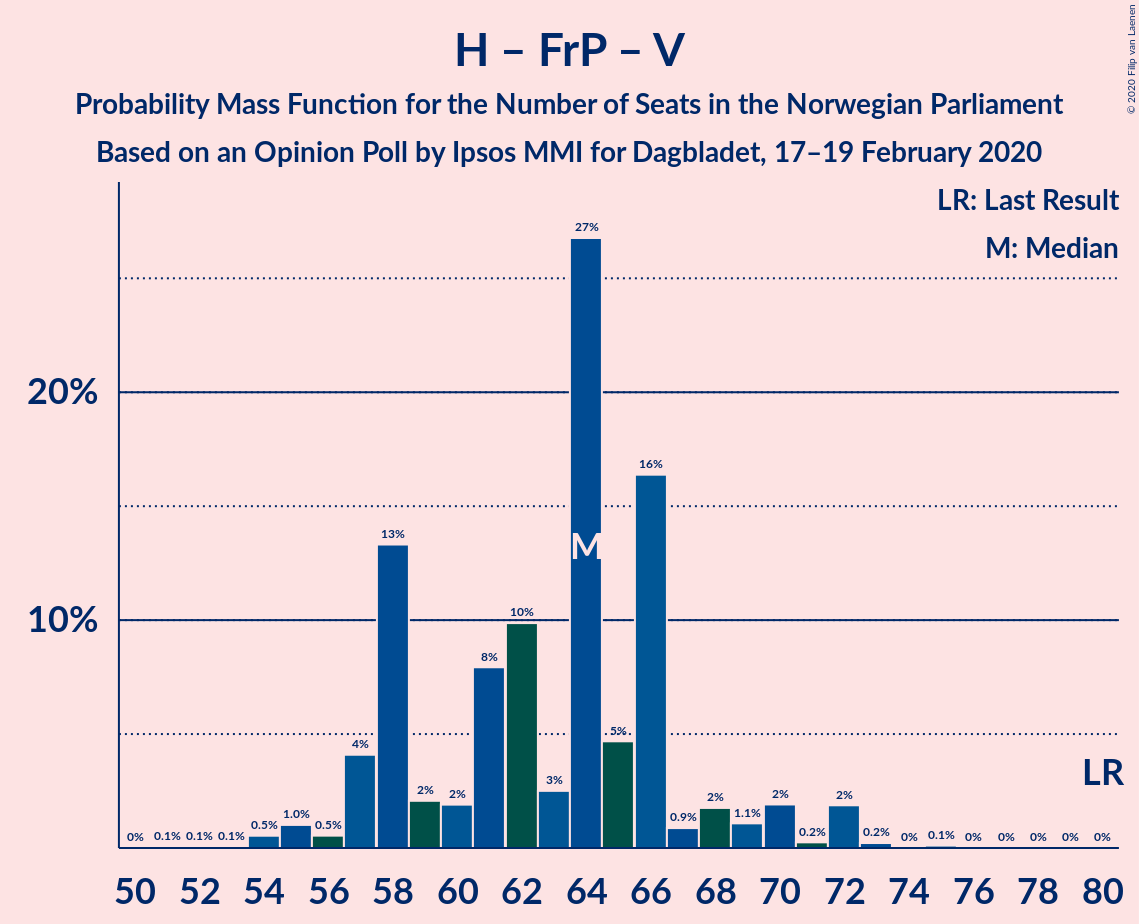 H – FrP – V
Probability Mass Function for the Number of Seats in the Norwegian Parliament
Based on an Opinion Poll by Ipsos MMI for Dagbladet, 17–19 February 2020
© 2020 Filip van Laenen
LR: Last Result
M: Median
20%
10%
0% 0.1% 0.1% 0.1% 0.5% 1.0% 0.5% 4% 13% 2% 2% 8% 10% 3% 27% 5% 16% 0.9% 2% 1.1% 2% 0.2% 2% 0.2% 0% 0.1% 0% 0% 0% 0% 0%
M
LR
50 52 54 56 58 60 62 64 66 68 70 72 74 76 78 80